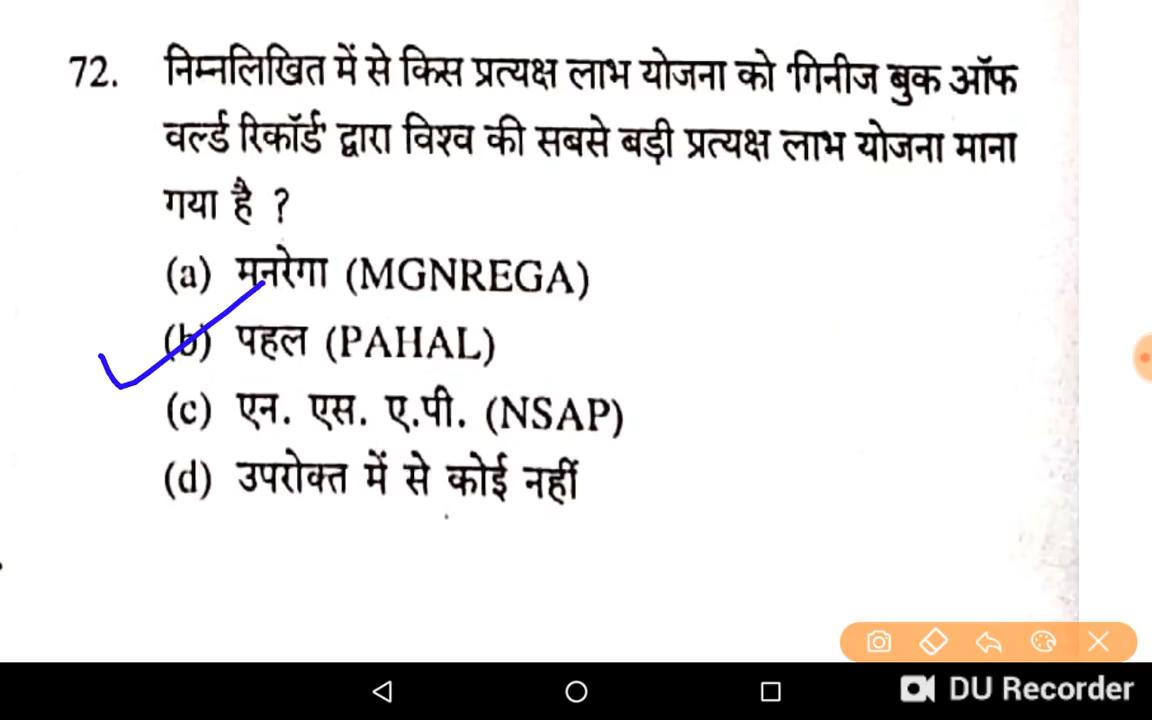 72. निम्नलिखित में से किस प्रत्यक्ष लाभ योजना को 'गिनीज बुक ऑफ
वर्ल्ड रिकॉर्ड' द्वारा विश्व की सबसे बड़ी प्रत्यक्ष लाभ योजना माना
गया है ?
(a) मनरेगा (MGNREGA)
(b) पहल (PAHAL)
(c) एन. एस. ए.पी. (NSAP)
(d) उपरोक्त में से कोई नहीं
DU Recorder